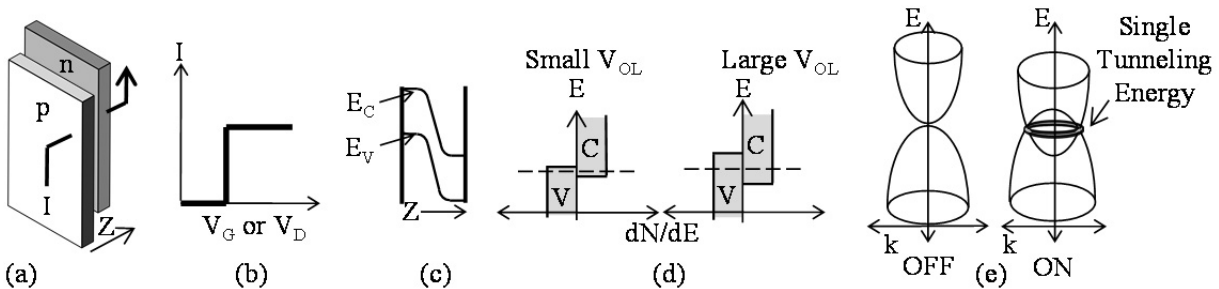 n
p
I
Z
(a)
I
V_G or V_D
(b)
E_C
E_V
Z
(c)
Small V_OL
E
C
V
Large V_OL
E
C
V
dN/dE
(d)
E
k
OFF
E
Single
Tunneling
Energy
k
ON
(e)